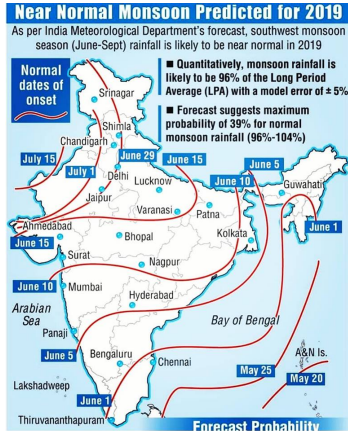 Near Normal Monsoon Predicted for 2019
As per India Meteorological Department's forecast, southwest monsoon
season (June-Sept) rainfall is likely to be near normal in 2019
Normal
dates of
onset
■ Quantitatively, monsoon rainfall is
likely to be 96% of the Long Period
Average (LPA) with a model error of ± 5%
■ Forecast suggests maximum
probability of 39% for normal
monsoon rainfall (96%-104%)
Srinagar
Shimla
Chandigarh
July 15
June 29
June 15
June 5
July 1
Delhi
Lucknow
June 10
Guwahati
Jaipur
Varanasi
Patna
Ahmedabad
Bhopal
Kolkata
June 1
June 15
Surat
Nagpur
June 10
Mumbai
Hyderabad
Arabian
Sea
Bay of Bengal
Panaji
June 5
Bengaluru
Chennai
A&N Is.
May 25
May 20
Lakshadweep
June 1
Thiruvananthapuram
Forecast Probability